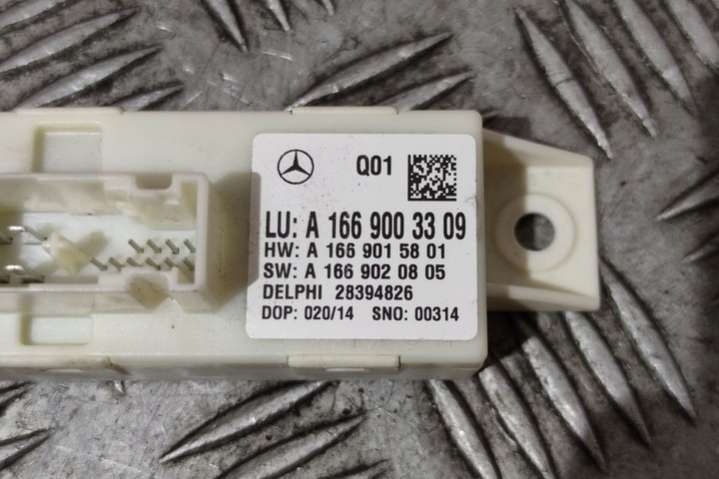 Q01
LU: A 166 900 33 09
HW: A 166 901 58 01
SW: A 166 902 08 05
DELPHI 28394826
DOP: 020/14 SNO: 00314